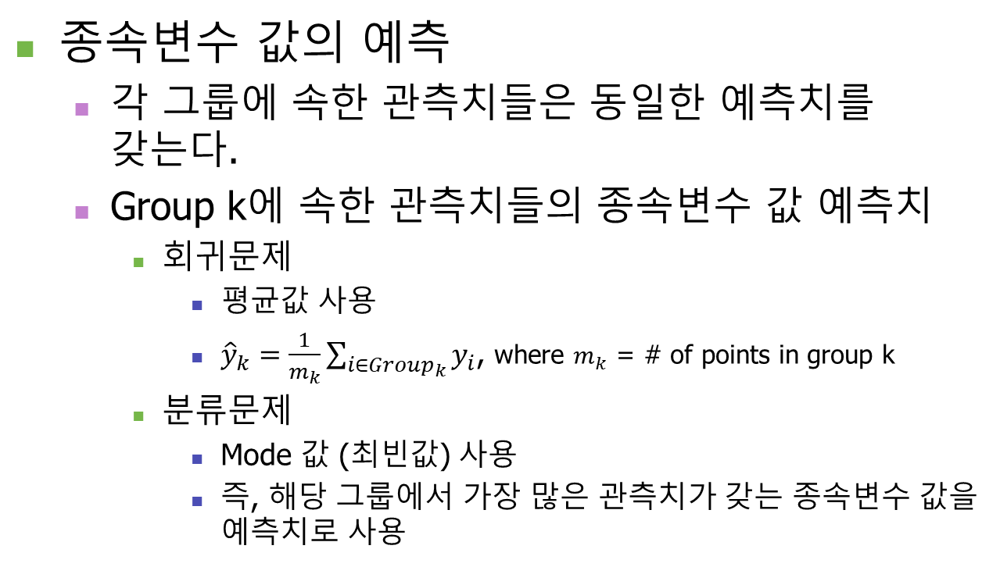 종속변수 값의 예측
각 그룹에 속한 관측치들은 동일한 예측치를
갖는다.
Group k에 속한 관측치들의 종속변수 값 예측치
회귀문제
평균값 사용
$\hat{y}_k = \frac{1}{m_k} \sum_{i \in Group_k} y_i$, where $m_k$ = # of points in group k
분류문제
Mode 값 (최빈값) 사용
즉, 해당 그룹에서 가장 많은 관측치가 갖는 종속변수 값을
예측치로 사용